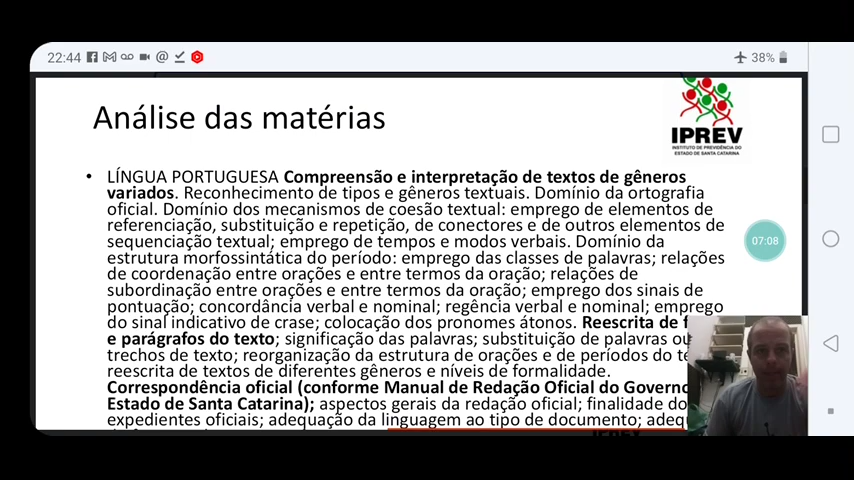 22:44
38%
Análise das matérias
IPREV
INSTITUTO DE PREVIDÊNCIA DO
ESTADO DE SANTA CATARINA
• LÍNGUA PORTUGUESA Compreensão e interpretação de textos de gêneros
variados. Reconhecimento de tipos e gêneros textuais. Domínio da ortografia
oficial. Domínio dos mecanismos de coesão textual: emprego de elementos de
referenciação, substituição e repetição, de conectores e de outros elementos de
sequenciação textual; emprego de tempos e modos verbais. Domínio da
estrutura morfossintática do período: emprego das classes de palavras; relações
de coordenação entre orações e entre termos da oração; relações de
subordinação entre orações e entre termos da oração; emprego dos sinais de
pontuação; concordância verbal e nominal; regência verbal e nominal; emprego
do sinal indicativo de crase; colocação dos pronomes átonos. Reescrita de
e parágrafos do texto; significação das palavras; substituição de palavras ou
trechos de texto; reorganização da estrutura de orações e de períodos do
reescrita de textos de diferentes gêneros e níveis de formalidade.
Correspondência oficial (conforme Manual de Redação Oficial do Governo
Estado de Santa Catarina); aspectos gerais da redação oficial; finalidade do
expedientes oficiais; adequação da linguagem ao tipo de documento;
07:08